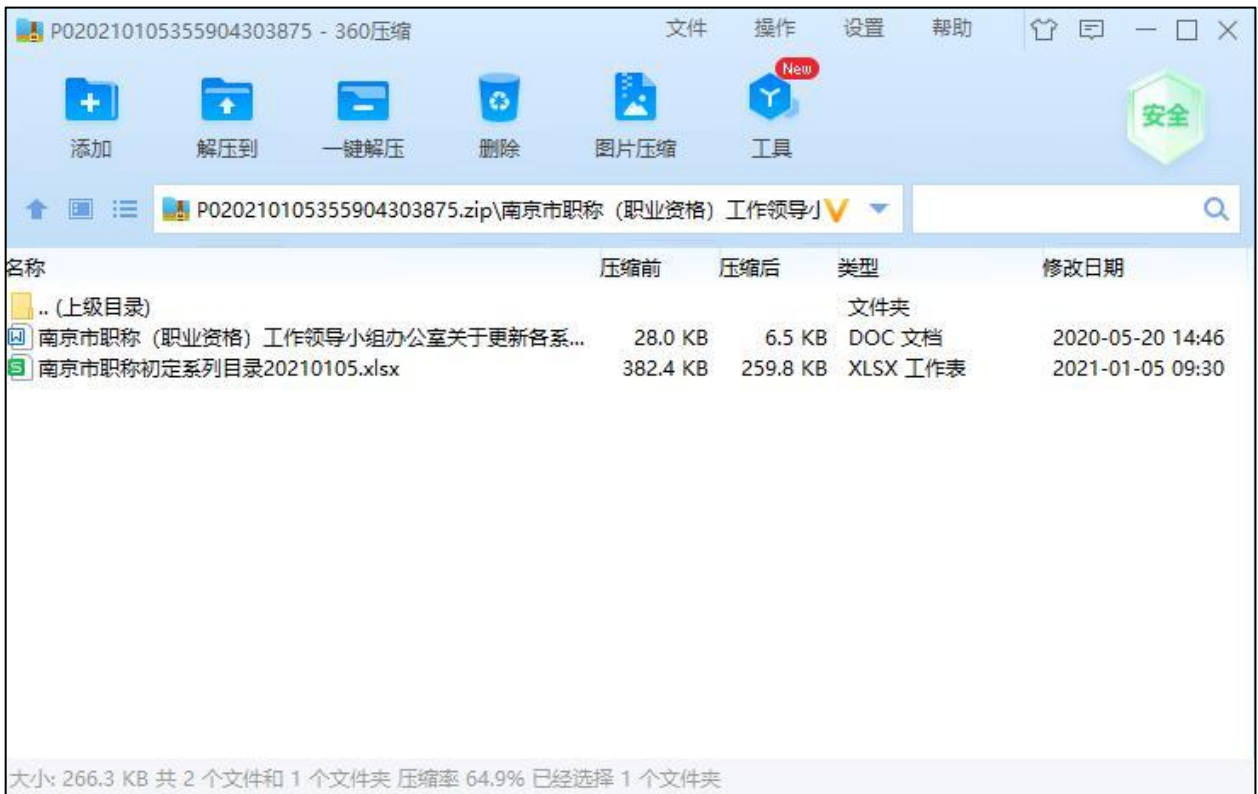 P020210105355904303875 - 360压缩 文件 操作 设置 帮助
New
安全
添加 解压到 一键解压 删除 图片压缩 工具
P020210105355904303875.zip\南京市职称（职业资格）工作领导小
名称 压缩前 压缩后 类型 修改日期
.. (上级目录) 文件夹
南京市职称（职业资格）工作领导小组办公室关于更新各系... 28.0 KB 6.5 KB DOC 文档 2020-05-20 14:46
南京市职称初定系列目录20210105.xlsx 382.4 KB 259.8 KB XLSX 工作表 2021-01-05 09:30
大小: 266.3 KB 共 2 个文件和 1 个文件夹 压缩率 64.9% 已经选择 1 个文件夹